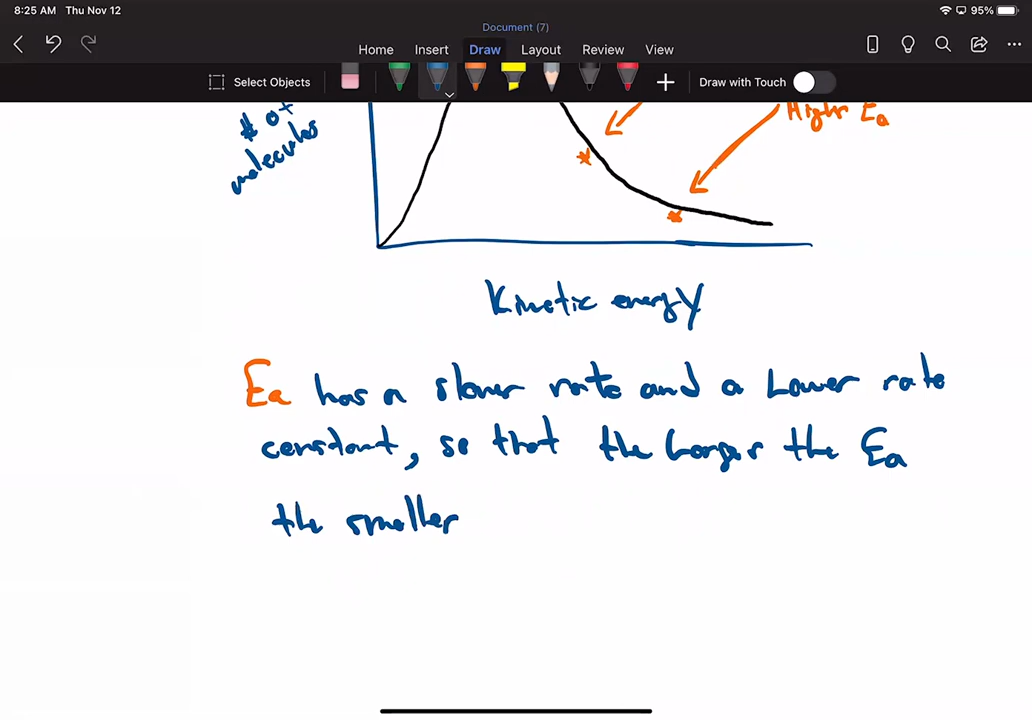 8:25 AM Thu Nov 12
95%
Document (7)
Home Insert Draw Layout Review View
Select Objects
Draw with Touch
# of
molecules
High Ea
Kinetic energy
Ea has a slower rate and a Lower rate
constant, so that the Larger the Ea
the smaller